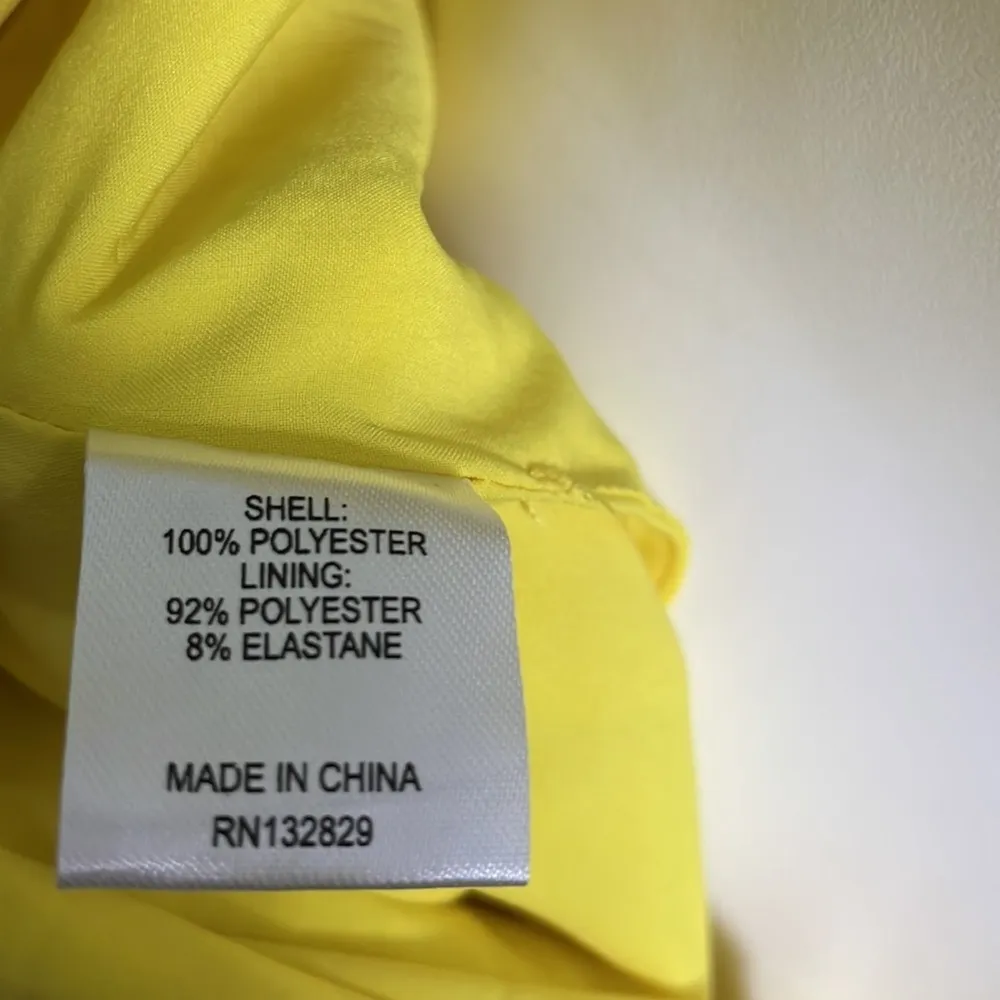 SHELL:
100% POLYESTER
LINING:
92% POLYESTER
8% ELASTANE
MADE IN CHINA
RN132829